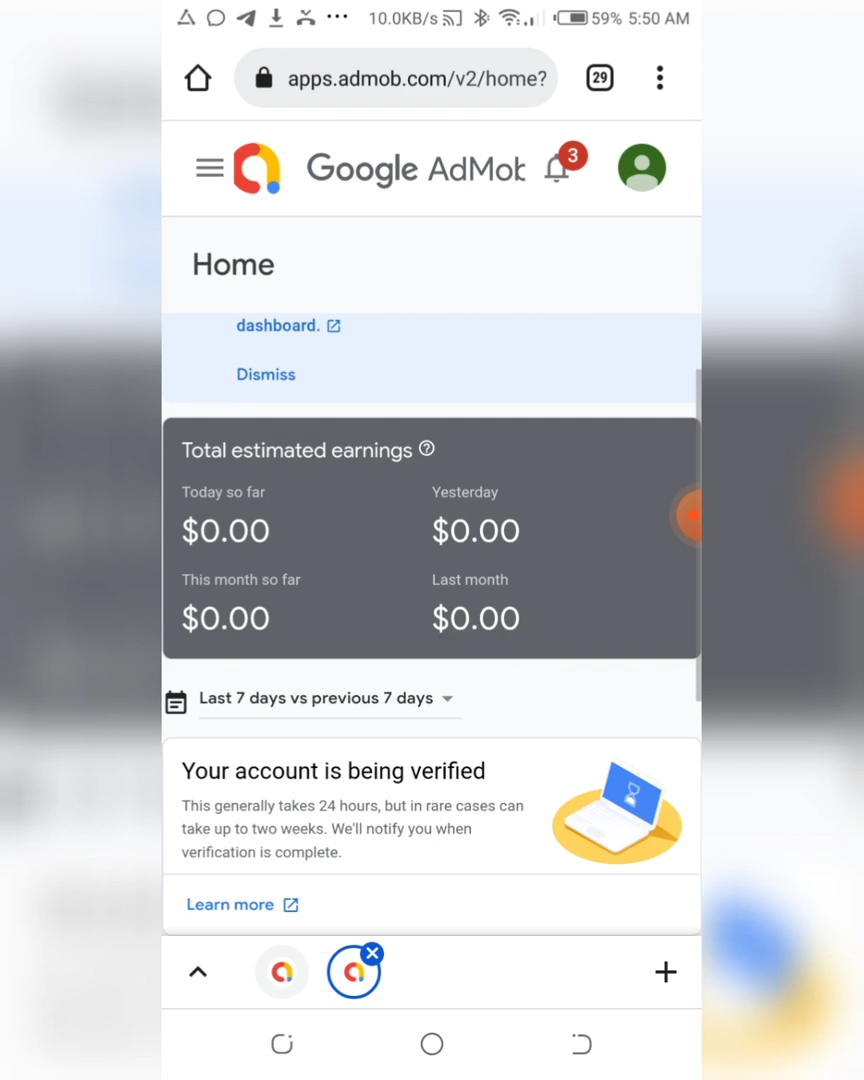 10.0KB/s 59% 5:50 AM
apps.admob.com/v2/home? 29
Google AdMob 3
Home
dashboard.
Dismiss
Total estimated earnings
Today so far Yesterday
$0.00 $0.00
This month so far Last month
$0.00 $0.00
Last 7 days vs previous 7 days
Your account is being verified
This generally takes 24 hours, but in rare cases can
take up to two weeks. We'll notify you when
verification is complete.
Learn more